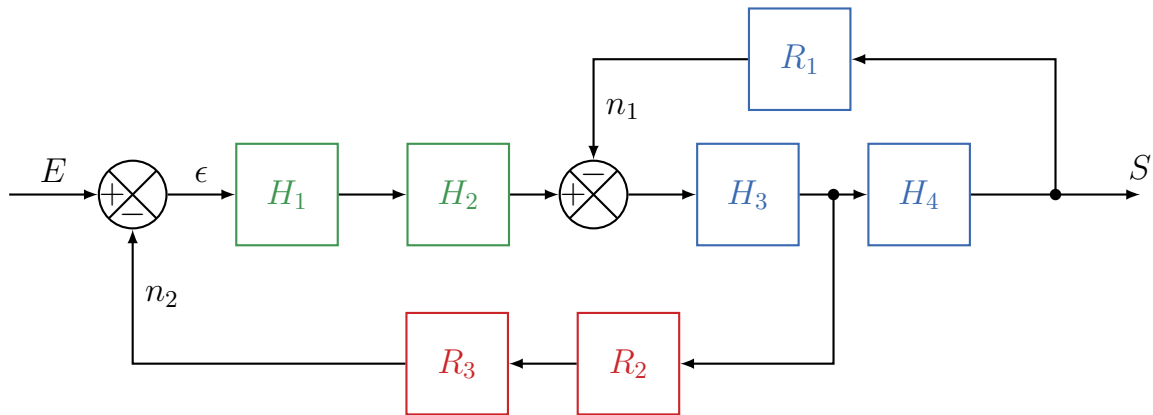 R₁
n₁
E
+
−
ϵ
H₁
H₂
+
−
H₃
H₄
S
n₂
R₃
R₂